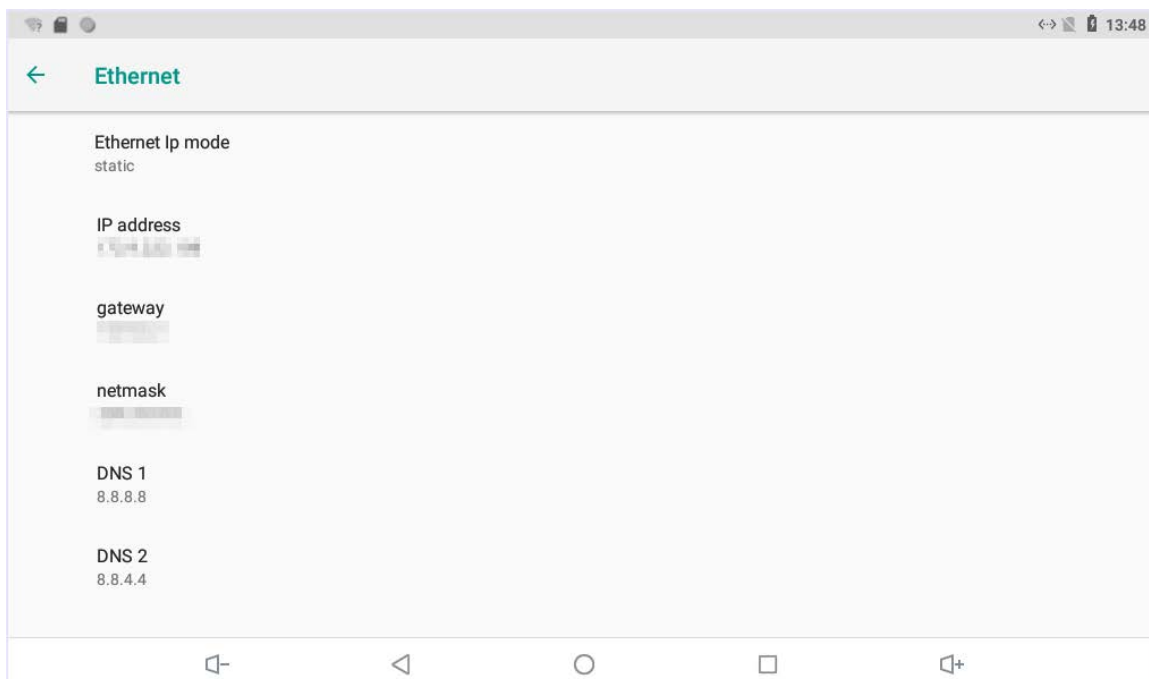 13:48
Ethernet
Ethernet Ip mode
static
IP address
gateway
netmask
DNS 1
8.8.8.8
DNS 2
8.8.4.4